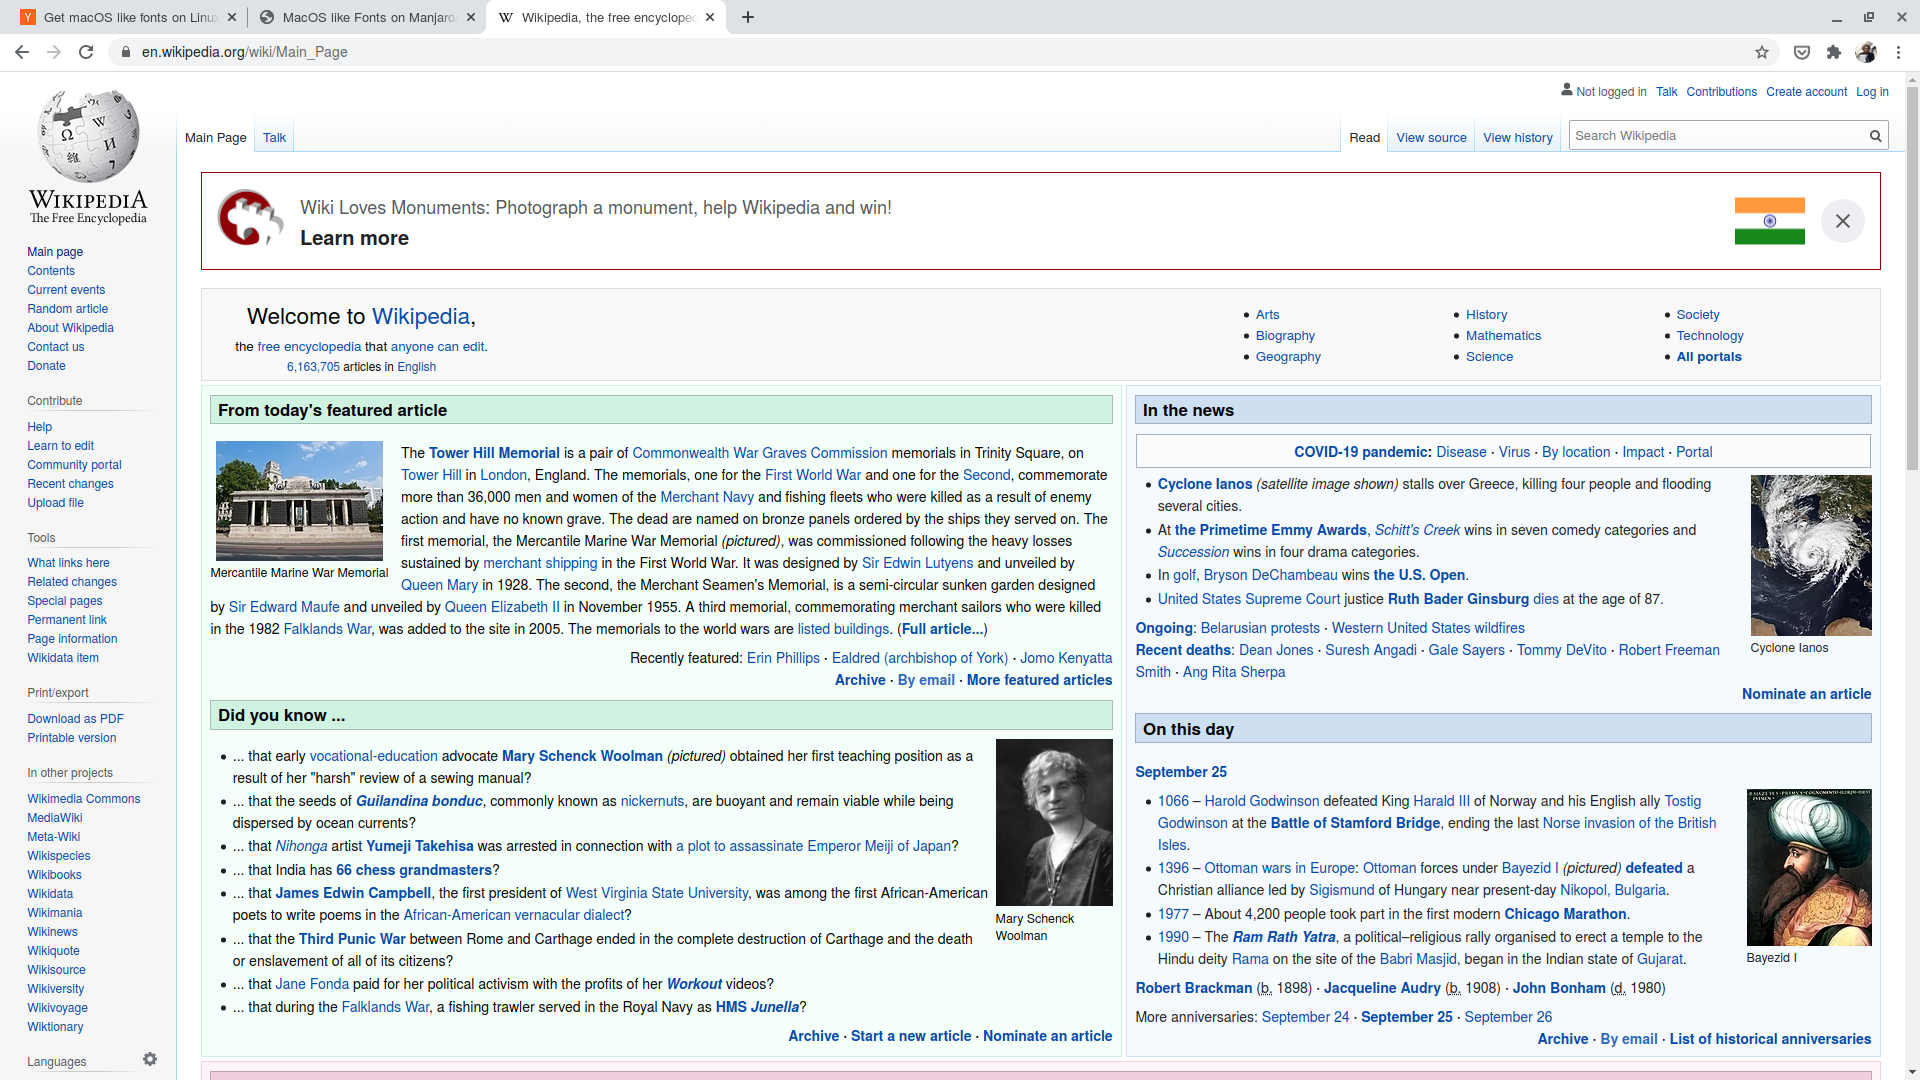 Get macOS like fonts on Linux
MacOS like Fonts on Manjaro
Wikipedia, the free encyclopedia
en.wikipedia.org/wiki/Main_Page
Not logged in Talk Contributions Create account Log in
Main Page Talk
Read View source View history Search Wikipedia
WIKIPEDIA
The Free Encyclopedia
Main page
Contents
Current events
Random article
About Wikipedia
Contact us
Donate
Contribute
Help
Learn to edit
Community portal
Recent changes
Upload file
Tools
What links here
Related changes
Special pages
Permanent link
Page information
Wikidata item
Print/export
Download as PDF
Printable version
In other projects
Wikimedia Commons
MediaWiki
Meta-Wiki
Wikispecies
Wikibooks
Wikidata
Wikimania
Wikinews
Wikiquote
Wikisource
Wikiversity
Wikivoyage
Wiktionary
Languages
Wiki Loves Monuments: Photograph a monument, help Wikipedia and win!
Learn more
Welcome to Wikipedia,
the free encyclopedia that anyone can edit.
6,163,705 articles in English
Arts
Biography
Geography
History
Mathematics
Science
Society
Technology
All portals
From today's featured article
The Tower Hill Memorial is a pair of Commonwealth War Graves Commission memorials in Trinity Square, on
Tower Hill in London, England. The memorials, one for the First World War and one for the Second, commemorate
more than 36,000 men and women of the Merchant Navy and fishing fleets who were killed as a result of enemy
action and have no known grave. The dead are named on bronze panels ordered by the ships they served on. The
first memorial, the Mercantile Marine War Memorial (pictured), was commissioned following the heavy losses
sustained by merchant shipping in the First World War. It was designed by Sir Edwin Lutyens and unveiled by
Mercantile Marine War Memorial
Queen Mary in 1928. The second, the Merchant Seamen's Memorial, is a semi-circular sunken garden designed
by Sir Edward Maufe and unveiled by Queen Elizabeth II in November 1955. A third memorial, commemorating merchant sailors who were killed
in the 1982 Falklands War, was added to the site in 2005. The memorials to the world wars are listed buildings. (Full article...)
Recently featured: Erin Phillips · Ealdred (archbishop of York) · Jomo Kenyatta
Archive · By email · More featured articles
Did you know ...
... that early vocational-education advocate Mary Schenck Woolman (pictured) obtained her first teaching position as a
result of her "harsh" review of a sewing manual?
... that the seeds of Guilandina bonduc, commonly known as nickernuts, are buoyant and remain viable while being
dispersed by ocean currents?
... that Nihonga artist Yumeji Takehisa was arrested in connection with a plot to assassinate Emperor Meiji of Japan?
... that India has 66 chess grandmasters?
... that James Edwin Campbell, the first president of West Virginia State University, was among the first African-American
poets to write poems in the African-American vernacular dialect?
... that the Third Punic War between Rome and Carthage ended in the complete destruction of Carthage and the death
or enslavement of all of its citizens?
... that Jane Fonda paid for her political activism with the profits of her Workout videos?
... that during the Falklands War, a fishing trawler served in the Royal Navy as HMS Junella?
Mary Schenck
Woolman
Archive · Start a new article · Nominate an article
In the news
COVID-19 pandemic: Disease · Virus · By location · Impact · Portal
Cyclone Ianos (satellite image shown) stalls over Greece, killing four people and flooding
several cities.
At the Primetime Emmy Awards, Schitt's Creek wins in seven comedy categories and
Succession wins in four drama categories.
In golf, Bryson DeChambeau wins the U.S. Open.
United States Supreme Court justice Ruth Bader Ginsburg dies at the age of 87.
Cyclone Ianos
Ongoing: Belarusian protests · Western United States wildfires
Recent deaths: Dean Jones · Suresh Angadi · Gale Sayers · Tommy DeVito · Robert Freeman
Smith · Ang Rita Sherpa
Nominate an article
On this day
September 25
1066 – Harold Godwinson defeated King Harald III of Norway and his English ally Tostig
Godwinson at the Battle of Stamford Bridge, ending the last Norse invasion of the British
Isles.
1396 – Ottoman wars in Europe: Ottoman forces under Bayezid I (pictured) defeated a
Christian alliance led by Sigismund of Hungary near present-day Nikopol, Bulgaria.
1977 – About 4,200 people took part in the first modern Chicago Marathon.
1990 – The Ram Rath Yatra, a political–religious rally organised to erect a temple to the
Hindu deity Rama on the site of the Babri Masjid, began in the Indian state of Gujarat.
Bayezid I
Robert Brackman (b. 1898) · Jacqueline Audry (b. 1908) · John Bonham (d. 1980)
More anniversaries: September 24 · September 25 · September 26
Archive · By email · List of historical anniversaries